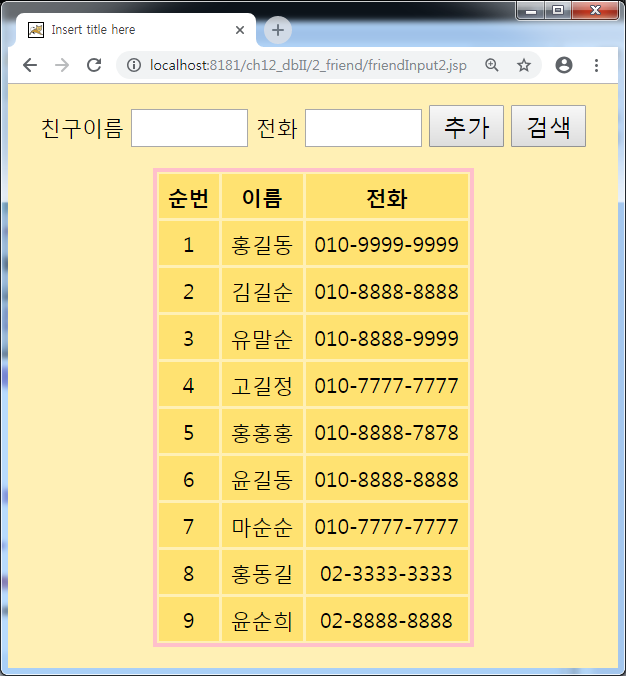 Insert title here
localhost:8181/ch12_dbII/2_friend/friendInput2.jsp
친구이름 전화 추가 검색
순번 이름 전화
1 홍길동 010-9999-9999
2 김길순 010-8888-8888
3 유말순 010-8888-9999
4 고길정 010-7777-7777
5 홍홍홍 010-8888-7878
6 윤길동 010-8888-8888
7 마순순 010-7777-7777
8 홍동길 02-3333-3333
9 윤순희 02-8888-8888